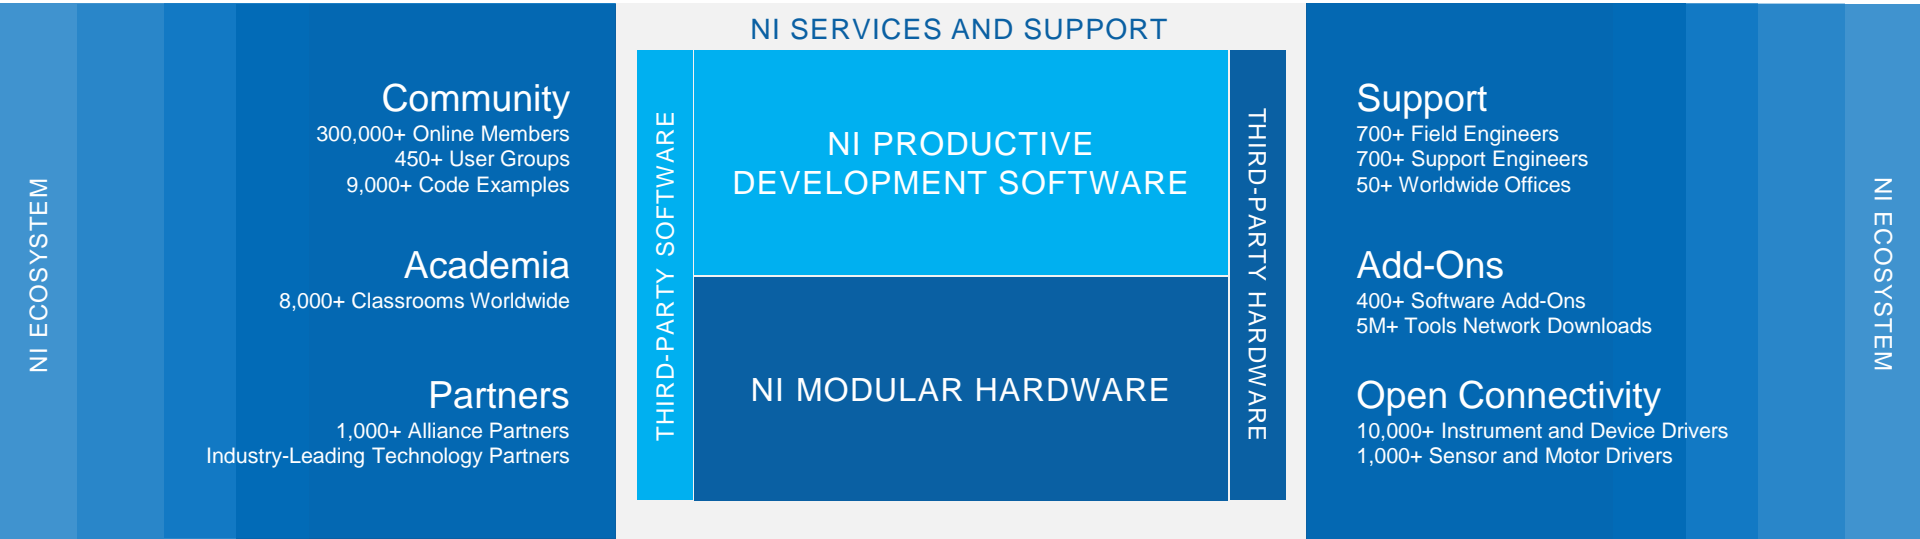 NI ECOSYSTEM
Community
300,000+ Online Members
450+ User Groups
9,000+ Code Examples
Academia
8,000+ Classrooms Worldwide
Partners
1,000+ Alliance Partners
Industry-Leading Technology Partners
NI SERVICES AND SUPPORT
THIRD-PARTY SOFTWARE
NI PRODUCTIVE
DEVELOPMENT SOFTWARE
NI MODULAR HARDWARE
THIRD-PARTY HARDWARE
Support
700+ Field Engineers
700+ Support Engineers
50+ Worldwide Offices
Add-Ons
400+ Software Add-Ons
5M+ Tools Network Downloads
Open Connectivity
10,000+ Instrument and Device Drivers
1,000+ Sensor and Motor Drivers
NI ECOSYSTEM